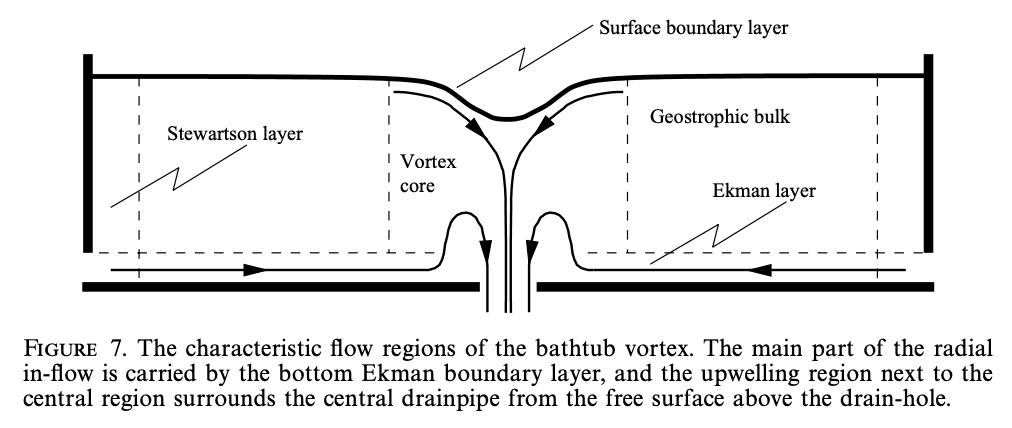 Surface boundary layer
Stewartson layer
Geostrophic bulk
Vortex
core
Ekman layer
FIGURE 7. The characteristic flow regions of the bathtub vortex. The main part of the radial
in-flow is carried by the bottom Ekman boundary layer, and the upwelling region next to the
central region surrounds the central drainpipe from the free surface above the drain-hole.